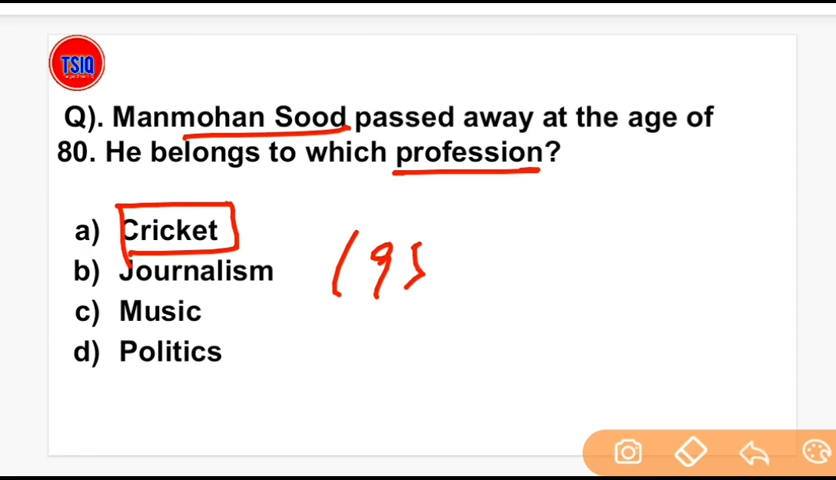 TSIQ
Q). Manmohan Sood passed away at the age of
80. He belongs to which profession?
a) Cricket
b) Journalism
195
c) Music
d) Politics